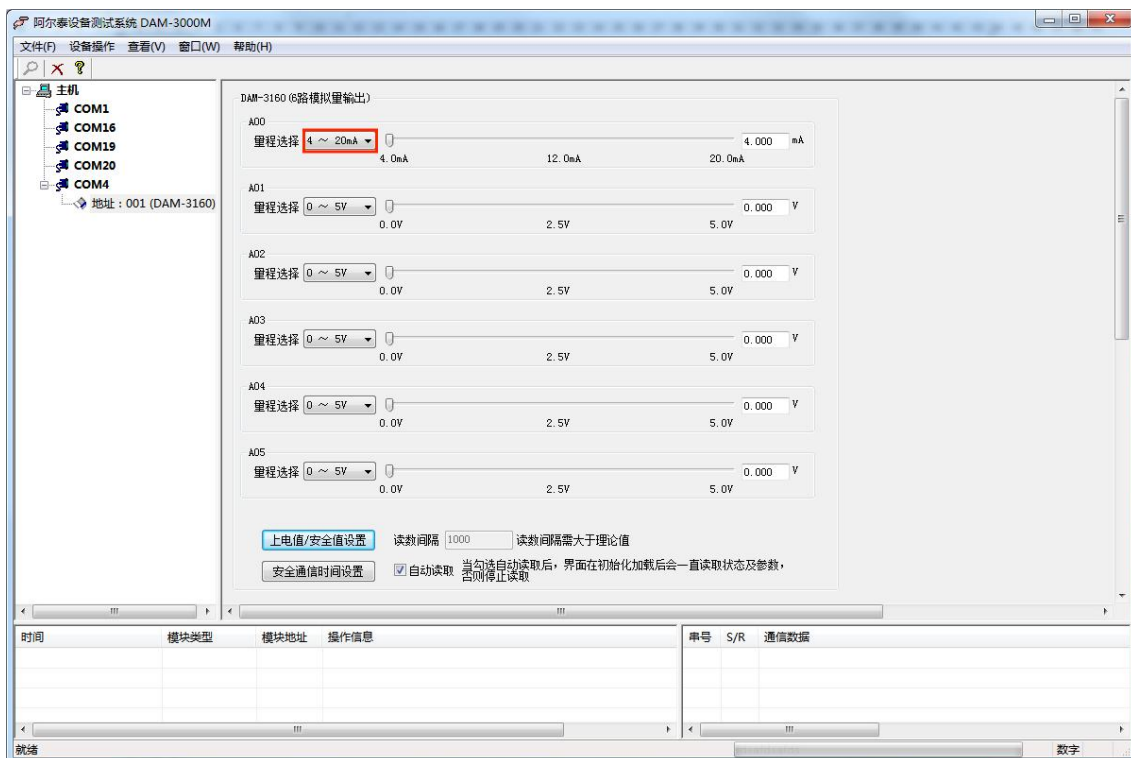 阿尔泰设备测试系统 DAM-3000M
文件(F) 设备操作 查看(V) 窗口(W) 帮助(H)
主机
COM1
COM16
COM19
COM20
COM4
地址：001 (DAM-3160)
DAM-3160(6路模拟量输出)
AO0
量程选择 4 ～ 20mA 4.000 mA
4.0mA 12.0mA 20.0mA
AO1
量程选择 0 ～ 5V 0.000 V
0.0V 2.5V 5.0V
AO2
量程选择 0 ～ 5V 0.000 V
0.0V 2.5V 5.0V
AO3
量程选择 0 ～ 5V 0.000 V
0.0V 2.5V 5.0V
AO4
量程选择 0 ～ 5V 0.000 V
0.0V 2.5V 5.0V
AO5
量程选择 0 ～ 5V 0.000 V
0.0V 2.5V 5.0V
上电值/安全值设置 读数间隔 1000 读数间隔需大于理论值
安全通信时间设置 自动读取 当勾选自动读取后，界面在初始化加载后会一直读取状态及参数，
否则停止读取
时间 模块类型 模块地址 操作信息 串号 S/R 通信数据
就绪 数字